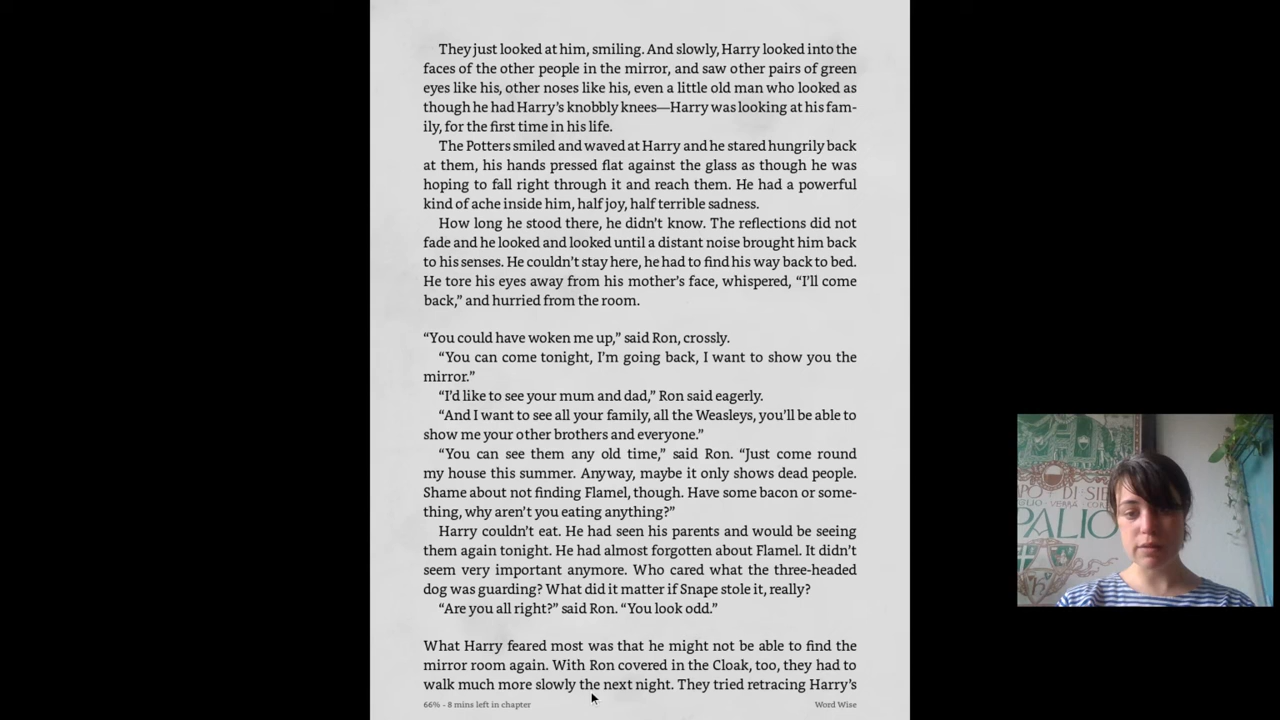 They just looked at him, smiling. And slowly, Harry looked into the
faces of the other people in the mirror, and saw other pairs of green
eyes like his, other noses like his, even a little old man who looked as
though he had Harry’s knobbly knees—Harry was looking at his fam-
ily, for the first time in his life.
The Potters smiled and waved at Harry and he stared hungrily back
at them, his hands pressed flat against the glass as though he was
hoping to fall right through it and reach them. He had a powerful
kind of ache inside him, half joy, half terrible sadness.
How long he stood there, he didn’t know. The reflections did not
fade and he looked and looked until a distant noise brought him back
to his senses. He couldn’t stay here, he had to find his way back to bed.
He tore his eyes away from his mother’s face, whispered, “I’ll come
back,” and hurried from the room.
“You could have woken me up,” said Ron, crossly.
“You can come tonight, I’m going back, I want to show you the
mirror.”
“I’d like to see your mum and dad,” Ron said eagerly.
“And I want to see all your family, all the Weasleys, you’ll be able to
show me your other brothers and everyone.”
“You can see them any old time,” said Ron. “Just come round
my house this summer. Anyway, maybe it only shows dead people.
Shame about not finding Flamel, though. Have some bacon or some-
thing, why aren’t you eating anything?”
Harry couldn’t eat. He had seen his parents and would be seeing
them again tonight. He had almost forgotten about Flamel. It didn’t
seem very important anymore. Who cared what the three-headed
dog was guarding? What did it matter if Snape stole it, really?
“Are you all right?” said Ron. “You look odd.”
What Harry feared most was that he might not be able to find the
mirror room again. With Ron covered in the Cloak, too, they had to
walk much more slowly the next night. They tried retracing Harry’s
66% - 8 mins left in chapter
Word Wise
DI SIE
PALIO